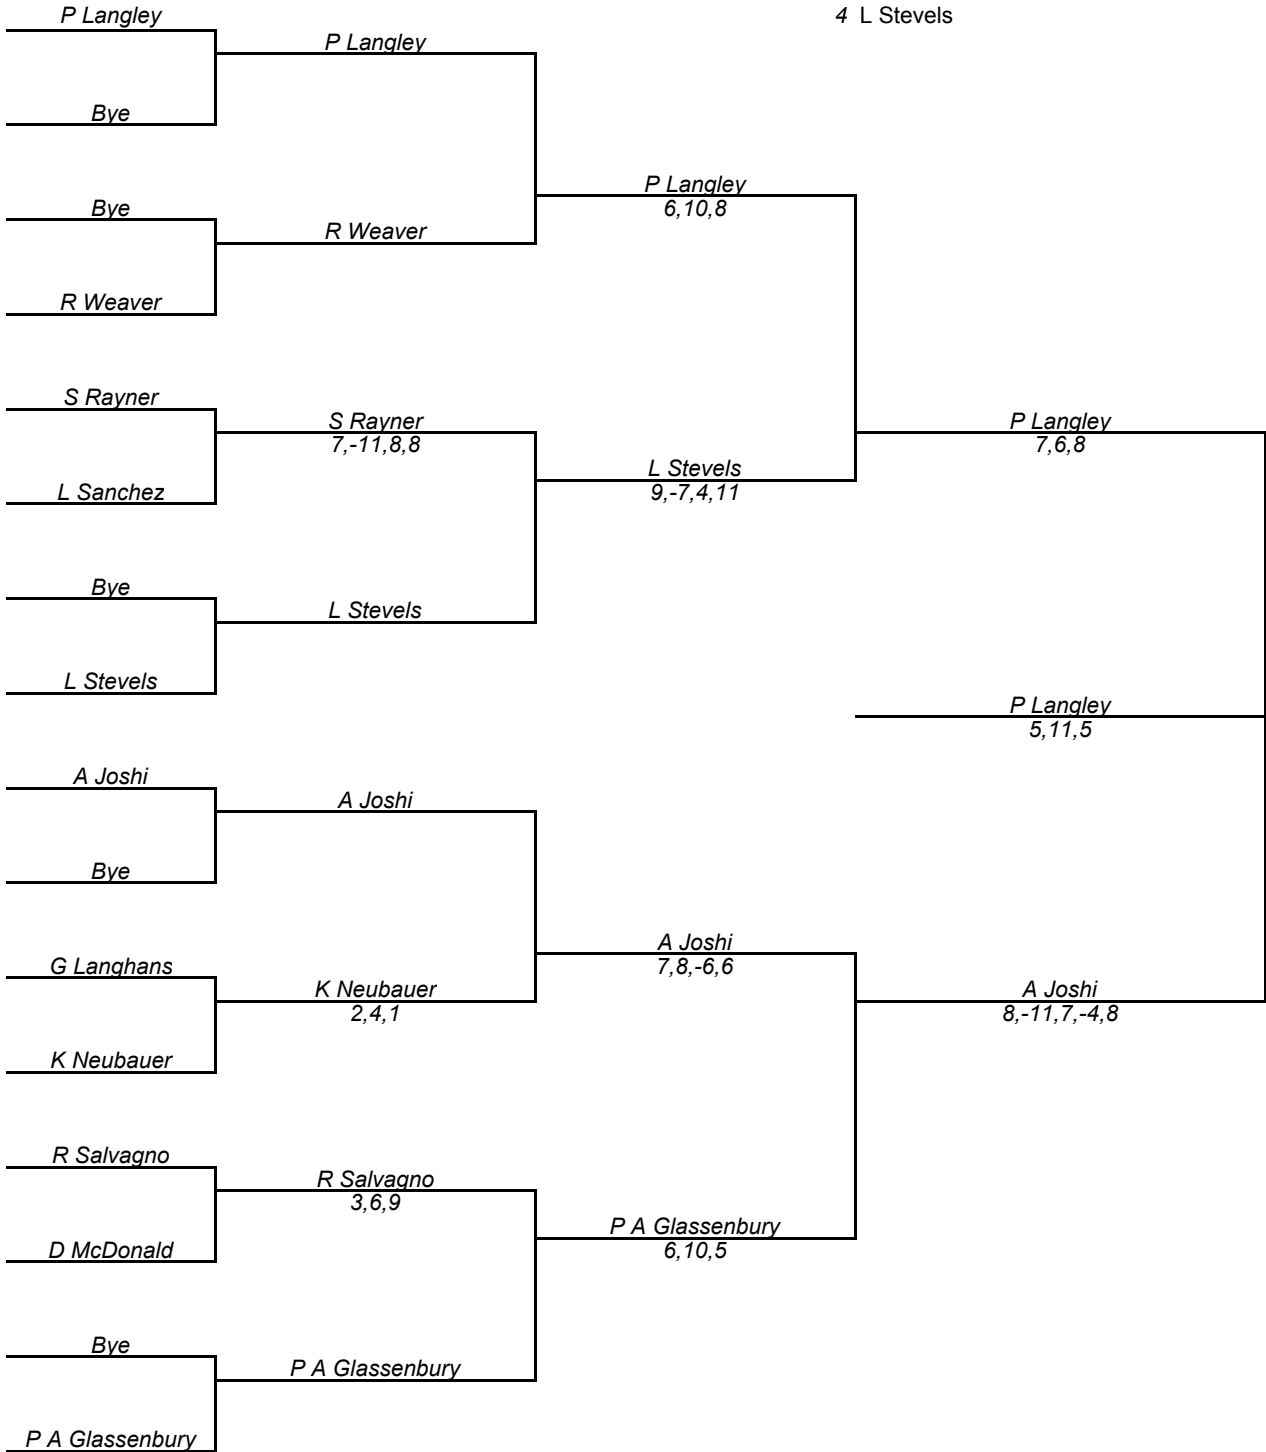 P Langley
4 L Stevels
P Langley
Bye
P Langley
6,10,8
Bye
R Weaver
R Weaver
S Rayner
S Rayner
7,-11,8,8
P Langley
7,6,8
L Stevels
9,-7,4,11
L Sanchez
Bye
L Stevels
L Stevels
P Langley
5,11,5
A Joshi
A Joshi
Bye
A Joshi
7,8,-6,6
G Langhans
K Neubauer
2,4,1
A Joshi
8,-11,7,-4,8
K Neubauer
R Salvagno
R Salvagno
3,6,9
P A Glassenbury
6,10,5
D McDonald
Bye
P A Glassenbury
P A Glassenbury